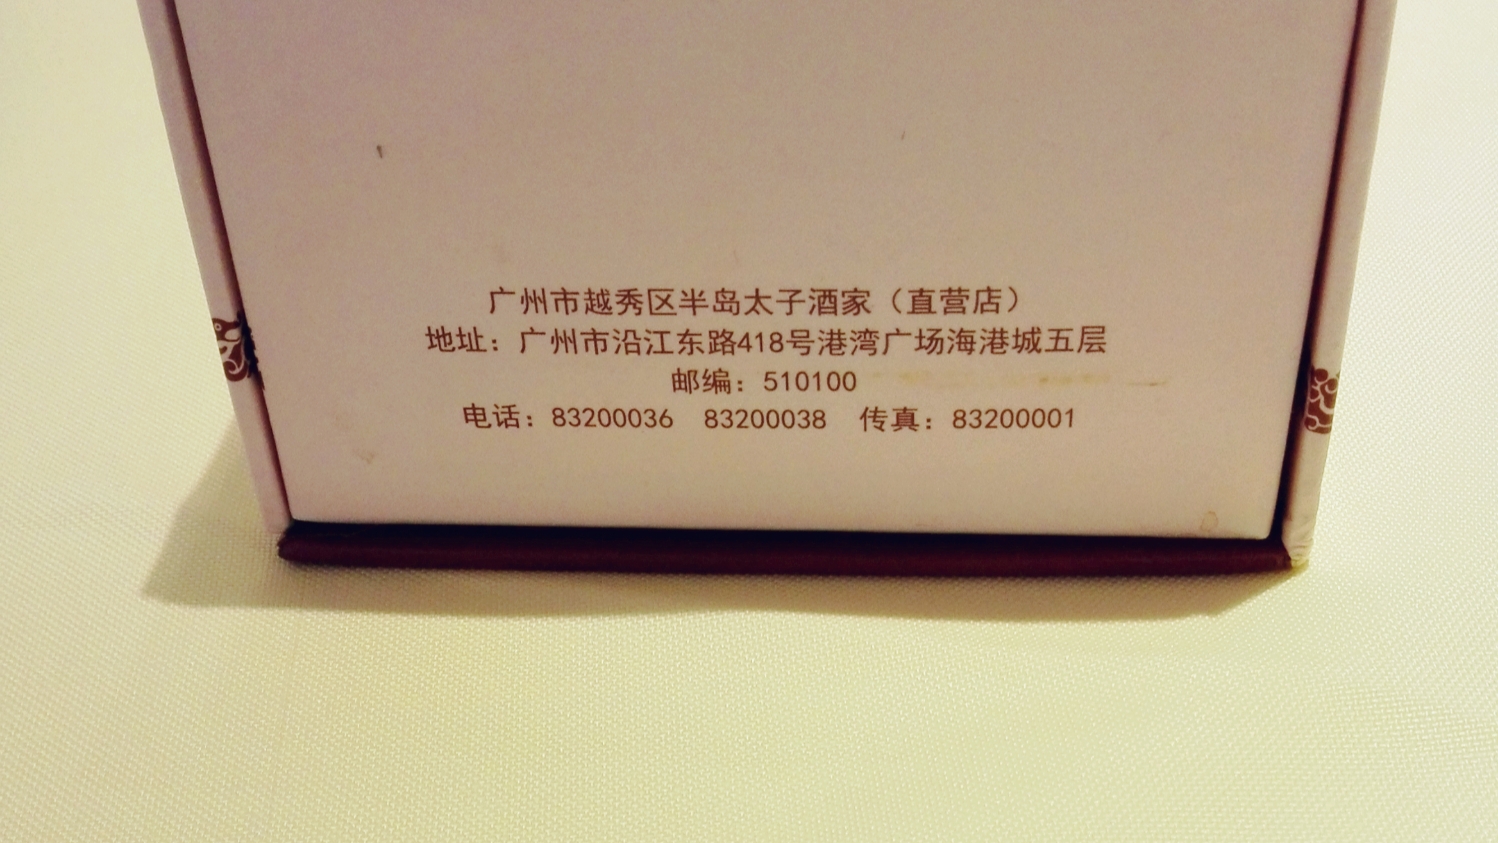 广州市越秀区半岛太子酒家（直营店）
地址：广州市沿江东路418号港湾广场海港城五层
邮编：510100
电话：83200036 83200038 传真：83200001